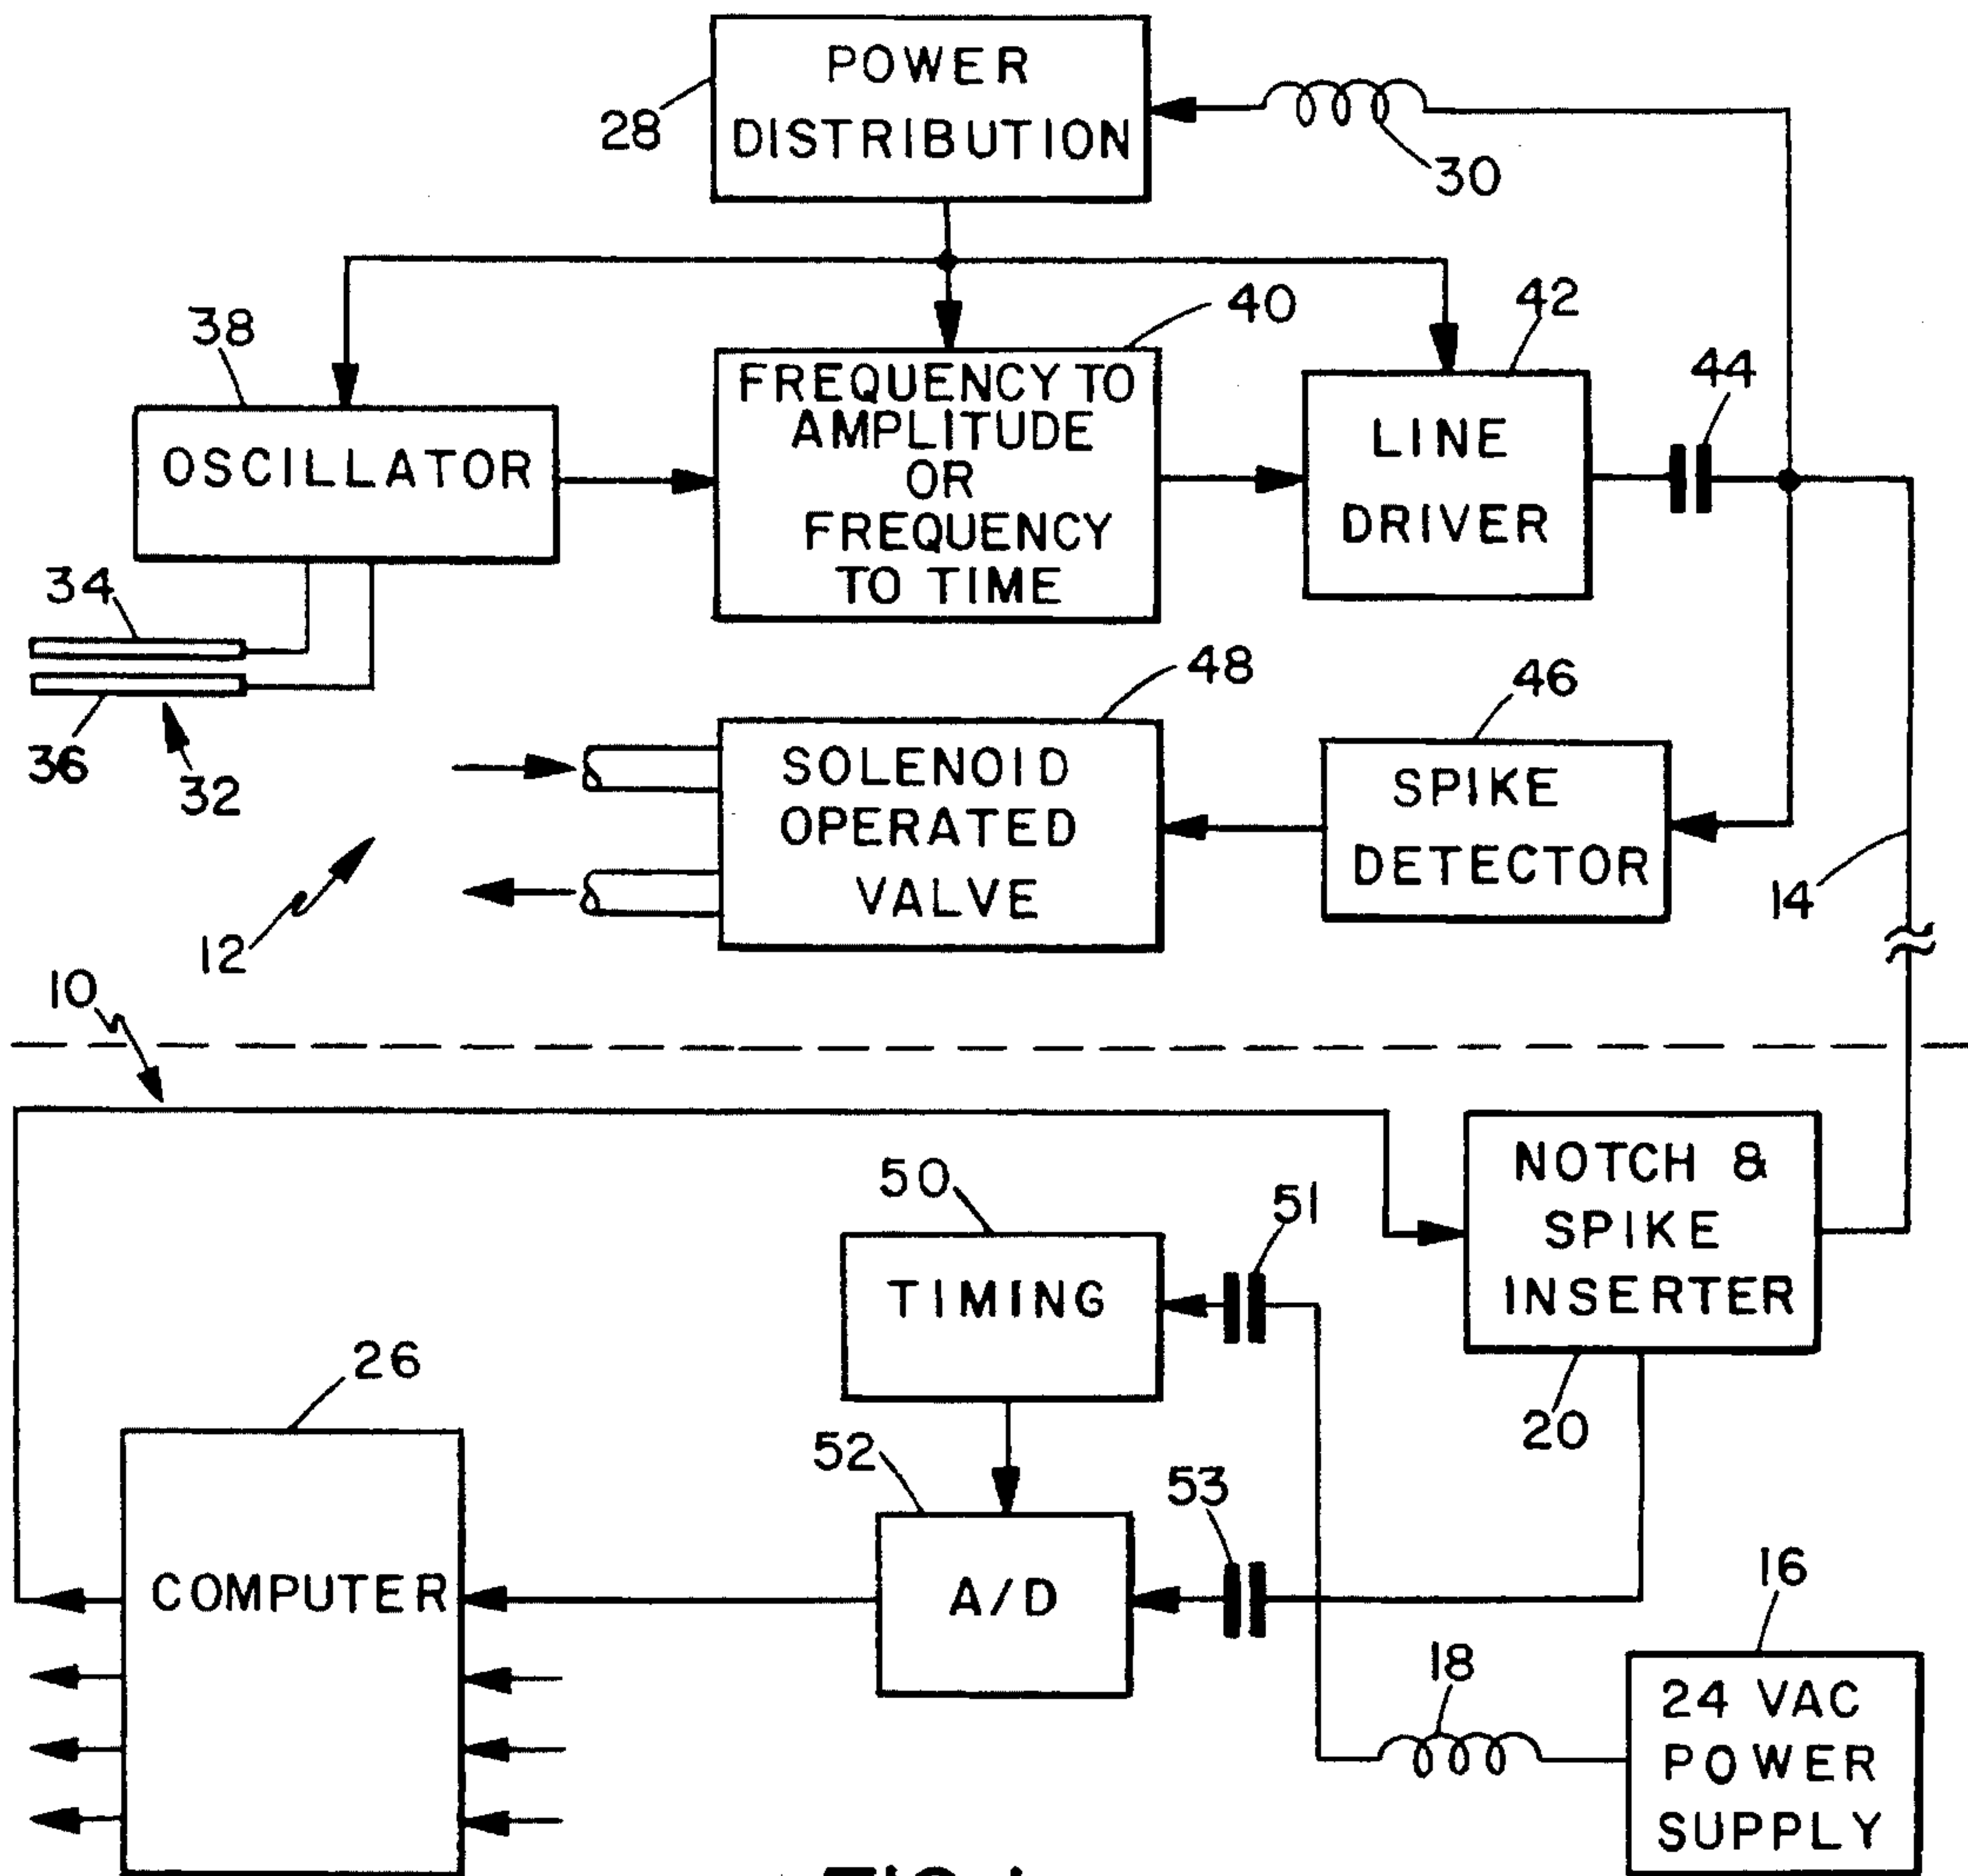 POWER
DISTRIBUTION
28
30
38
40
42
44
OSCILLATOR
FREQUENCY TO
AMPLITUDE
OR
FREQUENCY
TO TIME
LINE
DRIVER
34
36
32
48
46
SOLENOID
OPERATED
VALVE
SPIKE
DETECTOR
14
12
10
NOTCH &
SPIKE
INSERTER
50
51
TIMING
20
26
52
53
COMPUTER
A/D
16
18
24 VAC
POWER
SUPPLY